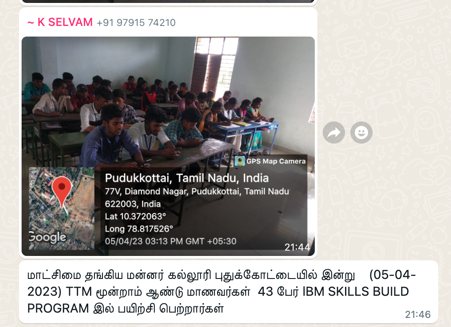 ~ K SELVAM +91 97915 74210
GPS Map Camera
Pudukkottai, Tamil Nadu, India
77V, Diamond Nagar, Pudukkottai, Tamil Nadu
622003, India
Lat 10.372063°
Long 78.817526°
05/04/23 03:13 PM GMT +05:30
Google
21:44
மாட்சிமை தங்கிய மன்னர் கல்லூரி புதுக்கோட்டையில் இன்று (05-04-
2023) TTM மூன்றாம் ஆண்டு மாணவர்கள் 43 பேர் IBM SKILLS BUILD
PROGRAM இல் பயிற்சி பெற்றார்கள்
21:46